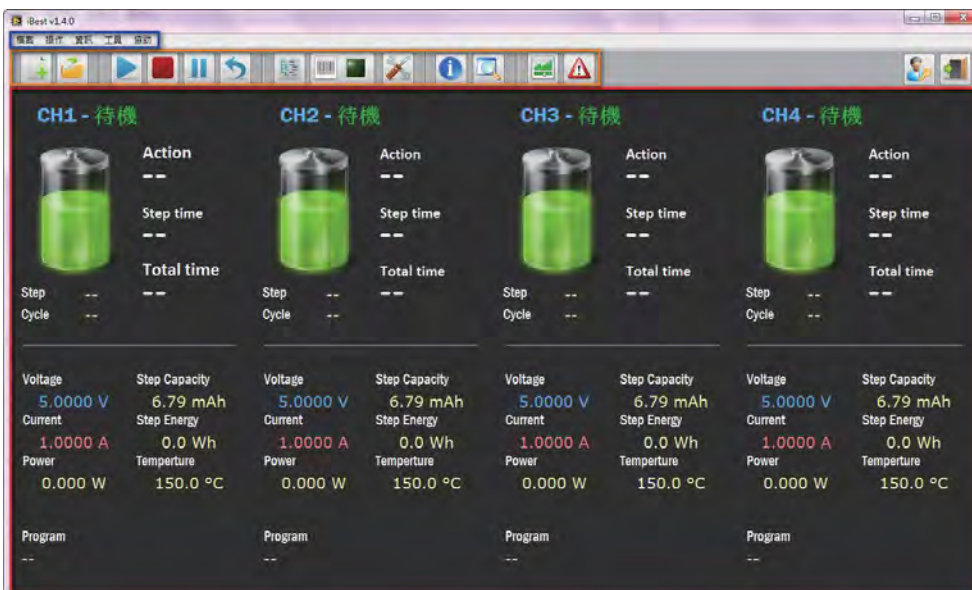 iBest v1.4.0
檔案 操作 資訊 工具 協助
CH1 - 待機
CH2 - 待機
CH3 - 待機
CH4 - 待機
Action
--
Step time
--
Total time
--
Step --
Cycle --
Action
--
Step time
--
Total time
--
Step --
Cycle --
Action
--
Step time
--
Total time
--
Step --
Cycle --
Action
--
Step time
--
Total time
--
Step --
Cycle --
Voltage Step Capacity
5.0000 V 6.79 mAh
Current Step Energy
1.0000 A 0.0 Wh
Power Temperture
0.000 W 150.0 °C
Program
--
Voltage Step Capacity
5.0000 V 6.79 mAh
Current Step Energy
1.0000 A 0.0 Wh
Power Temperture
0.000 W 150.0 °C
Program
--
Voltage Step Capacity
5.0000 V 6.79 mAh
Current Step Energy
1.0000 A 0.0 Wh
Power Temperture
0.000 W 150.0 °C
Program
--
Voltage Step Capacity
5.0000 V 6.79 mAh
Current Step Energy
1.0000 A 0.0 Wh
Power Temperture
0.000 W 150.0 °C
Program
--